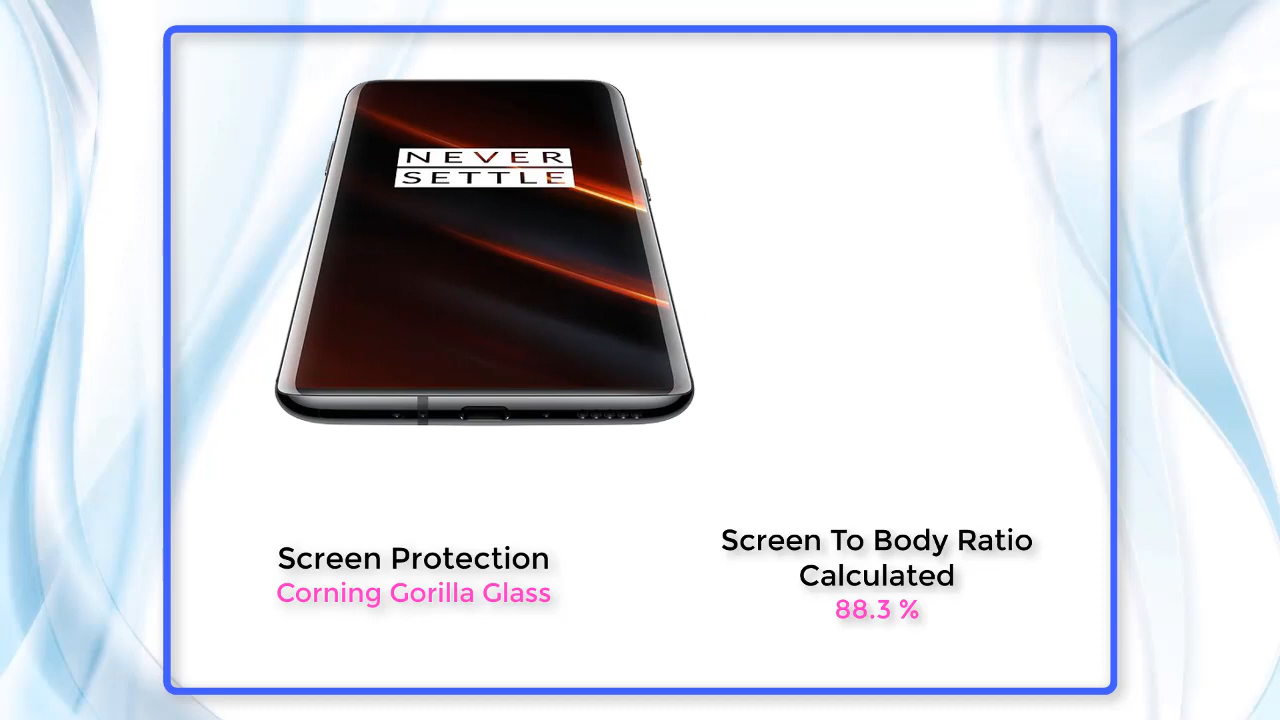 NEVER
SETTLE
Screen Protection
Corning Gorilla Glass
Screen To Body Ratio
Calculated
88.3 %